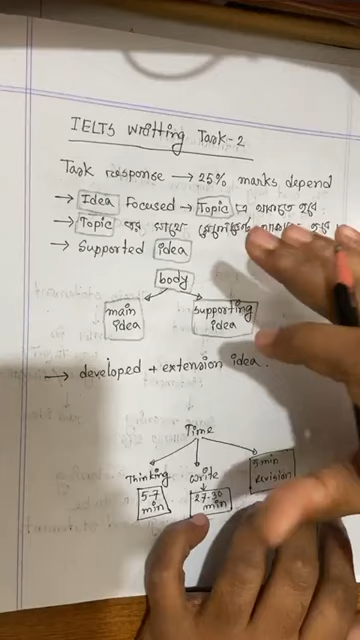 IELTS writting Task-2
Task response → 25% marks depend
→ Idea Focused → Topic এ থাকতে হবে
→ Topic এর সাথে
→ Supported idea
body
main idea
supporting idea
→ developed + extension idea.
Time
Thinking
5-7 min
write
27-30 min
5 min Revision